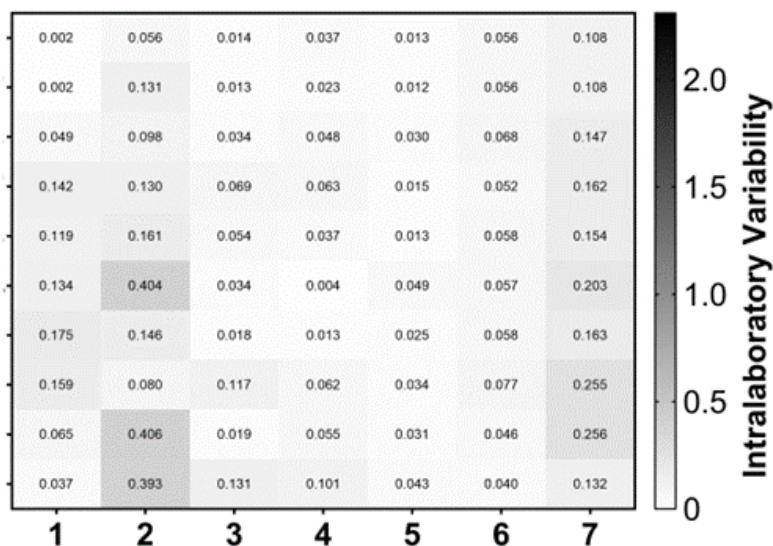 0.002 0.056 0.014 0.037 0.013 0.056 0.108
0.002 0.131 0.013 0.023 0.012 0.056 0.108
0.049 0.098 0.034 0.048 0.030 0.068 0.147
0.142 0.130 0.069 0.063 0.015 0.052 0.162
0.119 0.161 0.054 0.037 0.013 0.058 0.154
0.134 0.404 0.034 0.004 0.049 0.057 0.203
0.175 0.146 0.018 0.013 0.025 0.058 0.163
0.159 0.080 0.117 0.062 0.034 0.077 0.255
0.065 0.406 0.019 0.055 0.031 0.046 0.256
0.037 0.393 0.131 0.101 0.043 0.040 0.132
1 2 3 4 5 6 7
2.0
1.5
1.0
0.5
0
Intralaboratory Variability